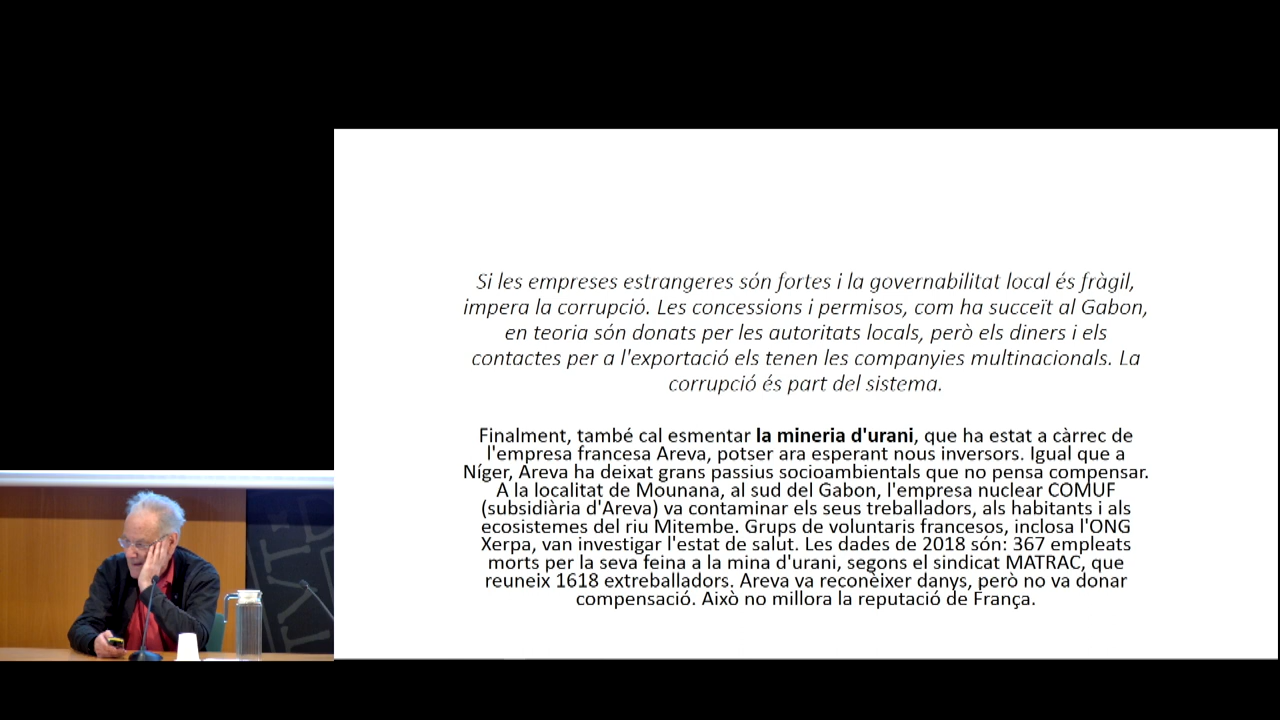 Si les empreses estrangeres són fortes i la governabilitat local és fràgil,
impera la corrupció. Les concessions i permisos, com ha succeït al Gabon,
en teoria són donats per les autoritats locals, però els diners i els
contactes per a l'exportació els tenen les companyies multinacionals. La
corrupció és part del sistema.
Finalment, també cal esmentar la mineria d'urani, que ha estat a càrrec de
l'empresa francesa Areva, potser ara esperant nous inversors. Igual que a
Níger, Areva ha deixat grans passius socioambientals que no pensa compensar.
A la localitat de Mounana, al sud del Gabon, l'empresa nuclear COMUF
(subsidiària d'Areva) va contaminar els seus treballadors, als habitants i als
ecosistemes del riu Mitembe. Grups de voluntaris francesos, inclosa l'ONG
Xerpa, van investigar l'estat de salut. Les dades de 2018 són: 367 empleats
morts per la seva feina a la mina d'urani, segons el sindicat MATRAC, que
reuneix 1618 extreballadors. Areva va reconèixer danys, però no va donar
compensació. Això no millora la reputació de França.